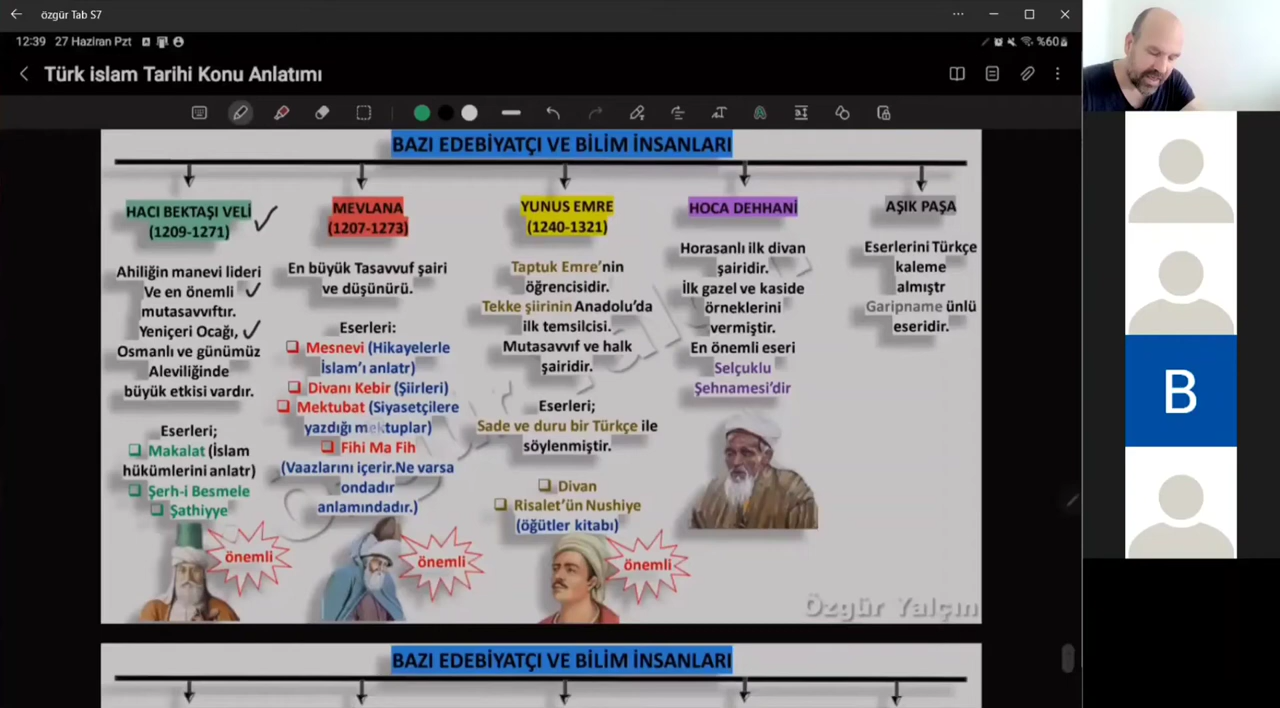 özgür Tab S7
12:39 27 Haziran Pzt
%60
Türk islam Tarihi Konu Anlatımı
BAZI EDEBİYATÇI VE BİLİM İNSANLARI
HACI BEKTAŞI VELİ
(1209-1271)
Ahiliğin manevi lideri
Ve en önemli
mutasavvıftır.
Yeniçeri Ocağı,
Osmanlı ve günümüz
Aleviliğinde
büyük etkisi vardır.
Eserleri;
Makalat (İslam
hükümlerini anlatr)
Şerh-i Besmele
Şathiyye
önemli
MEVLANA
(1207-1273)
En büyük Tasavvuf şairi
ve düşünürü.
Eserleri:
Mesnevi (Hikayelerle
İslam’ı anlatr)
Divanı Kebir (Şiirleri)
Mektubat (Siyasetçilere
yazdığı mektuplar)
Fihi Ma Fih
(Vaazlarını içerir.Ne varsa
ondadır
anlamındadır.)
önemli
YUNUS EMRE
(1240-1321)
Taptuk Emre’nin
öğrencisidir.
Tekke şiirinin Anadolu’da
ilk temsilcisi.
Mutasavvıf ve halk
şairidir.
Eserleri;
Sade ve duru bir Türkçe ile
söylenmiştir.
Divan
Risalet’ün Nushiye
(öğütler kitabı)
önemli
HOCA DEHHANİ
Horasanlı ilk divan
şairidir.
İlk gazel ve kaside
örneklerini
vermiştir.
En önemli eseri
Selçuklu
Şehnamesi’dir
AŞIK PAŞA
Eserlerini Türkçe
kaleme
almıştr
Garipname ünlü
eseridir.
Özgür Yalçın
BAZI EDEBİYATÇI VE BİLİM İNSANLARI
B